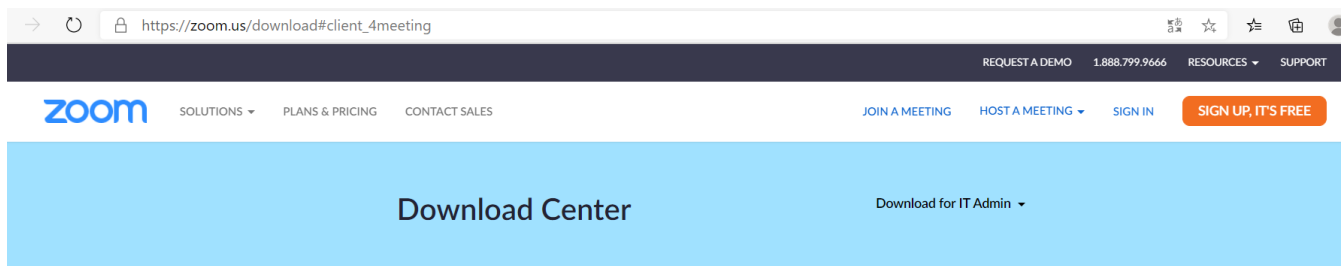 https://zoom.us/download#client_4meeting
REQUEST A DEMO 1.888.799.9666 RESOURCES SUPPORT
zoom SOLUTIONS PLANS & PRICING CONTACT SALES JOIN A MEETING HOST A MEETING SIGN IN SIGN UP, IT'S FREE
Download Center Download for IT Admin